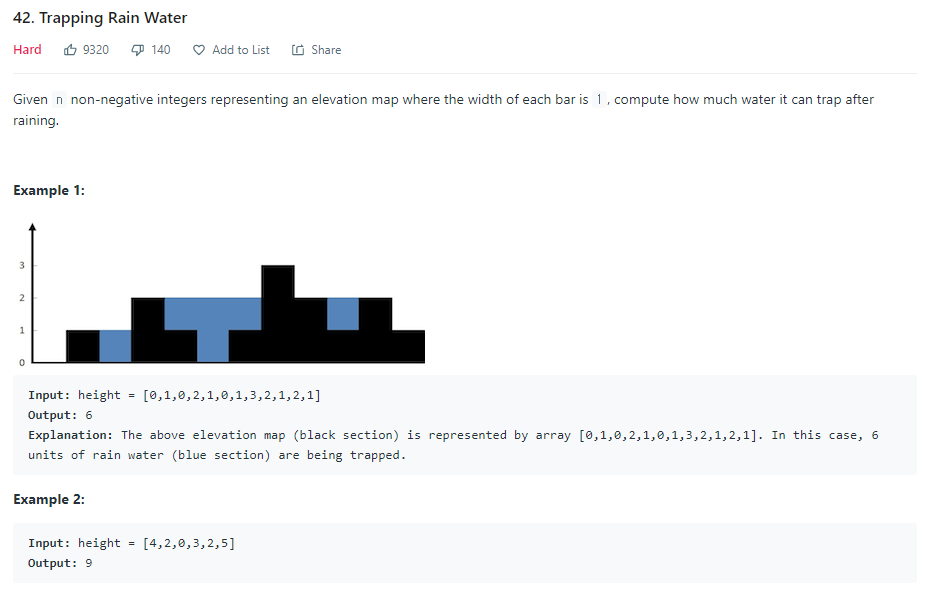 42. Trapping Rain Water
Hard 9320 140 Add to List Share
Given n non-negative integers representing an elevation map where the width of each bar is 1, compute how much water it can trap after
raining.
Example 1:
3
2
1
0
Input: height = [0,1,0,2,1,0,1,3,2,1,2,1]
Output: 6
Explanation: The above elevation map (black section) is represented by array [0,1,0,2,1,0,1,3,2,1,2,1]. In this case, 6
units of rain water (blue section) are being trapped.
Example 2:
Input: height = [4,2,0,3,2,5]
Output: 9